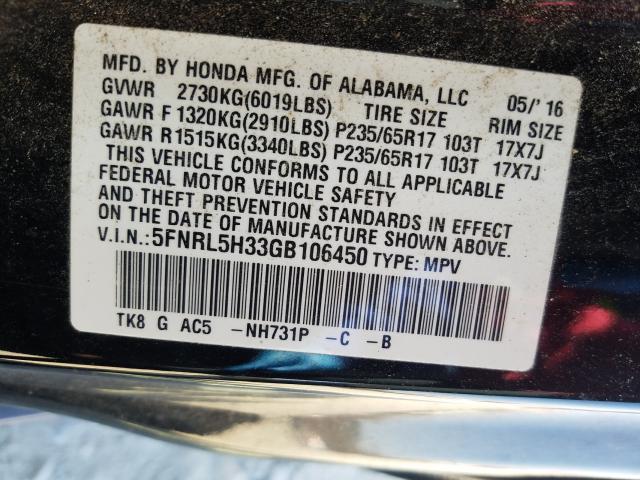 MFD. BY HONDA MFG. OF ALABAMA, LLC 05/'16
GVWR 2730KG(6019LBS) TIRE SIZE RIM SIZE
GAWR F 1320KG(2910LBS) P235/65R17 103T 17X7J
GAWR R1515KG(3340LBS) P235/65R17 103T 17X7J
THIS VEHICLE CONFORMS TO ALL APPLICABLE
FEDERAL MOTOR VEHICLE SAFETY
AND THEFT PREVENTION STANDARDS IN EFFECT
ON THE DATE OF MANUFACTURE SHOWN ABOVE.
V.I.N.:5FNRL5H33GB106450 TYPE: MPV
TK8 G AC5 -NH731P -C -B